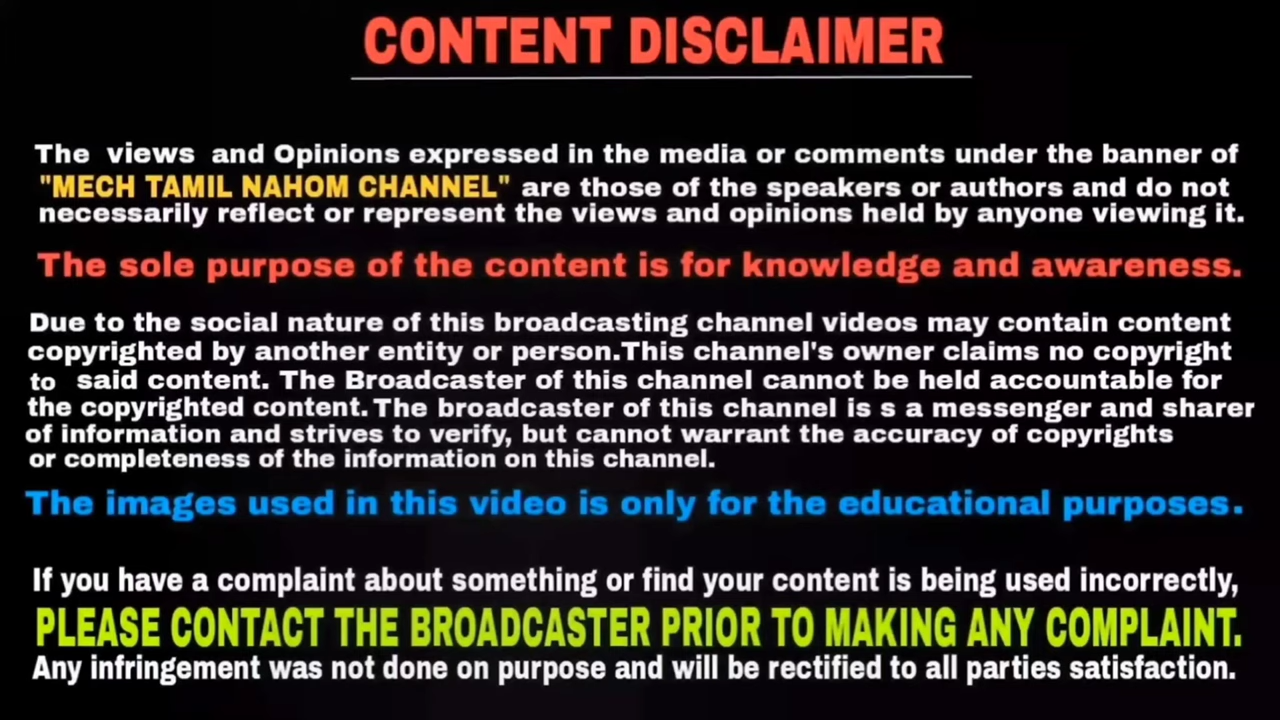 CONTENT DISCLAIMER
The views and Opinions expressed in the media or comments under the banner of
"MECH TAMIL NAHOM CHANNEL" are those of the speakers or authors and do not
necessarily reflect or represent the views and opinions held by anyone viewing it.
The sole purpose of the content is for knowledge and awareness.
Due to the social nature of this broadcasting channel videos may contain content
copyrighted by another entity or person.This channel's owner claims no copyright
to said content. The Broadcaster of this channel cannot be held accountable for
the copyrighted content. The broadcaster of this channel is s a messenger and sharer
of information and strives to verify, but cannot warrant the accuracy of copyrights
or completeness of the information on this channel.
The images used in this video is only for the educational purposes.
If you have a complaint about something or find your content is being used incorrectly,
PLEASE CONTACT THE BROADCASTER PRIOR TO MAKING ANY COMPLAINT.
Any infringement was not done on purpose and will be rectified to all parties satisfaction.